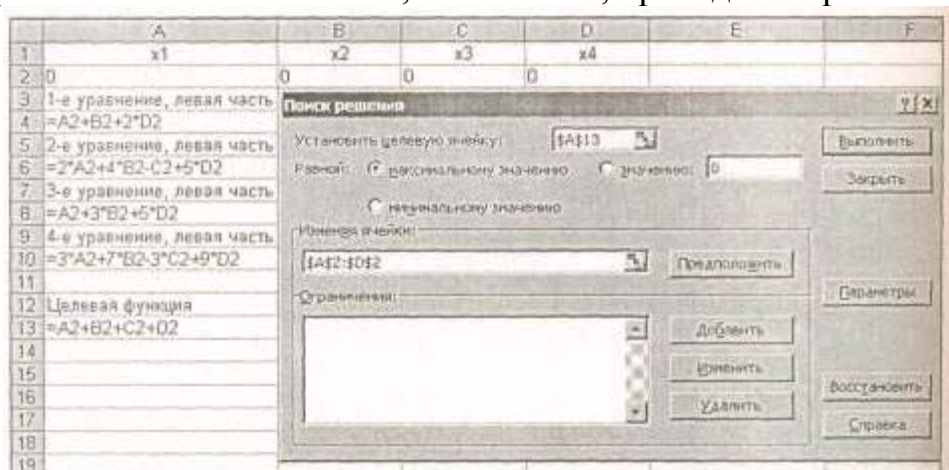 A B C D E F
1 x1 x2 x3 x4
2 0 0 0 0
3 1-е уравнение, левая часть
4 =A2+B2+2*D2
5 2-е уравнение, левая часть
6 =2*A2+4*B2-C2+5*D2
7 3-е уравнение, левая часть
8 =A2+3*B2+5*D2
9 4-е уравнение, левая часть
10 =3*A2+7*B2-3*C2+9*D2
11
12 Целевая функция
13 =A2+B2+C2+D2
14
15
16
17
18
19
Поиск решения
Установить целевую ячейку: $A$13
Выполнить
Равной: максимальному значению значению: 0
Закрыть
минимальному значению
Изменяя ячейки:
$A$2:$D$2 Предположить
Параметры
Ограничения:
Добавить
Изменить
Восстановить
Удалить
Справка